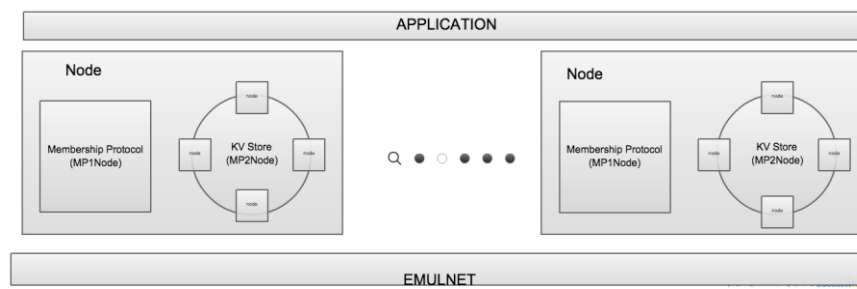 APPLICATION
Node
node
node
KV Store
(MP2Node)
node
node
Membership Protocol
(MP1Node)
Node
node
node
KV Store
(MP2Node)
node
node
Membership Protocol
(MP1Node)
EMULNET